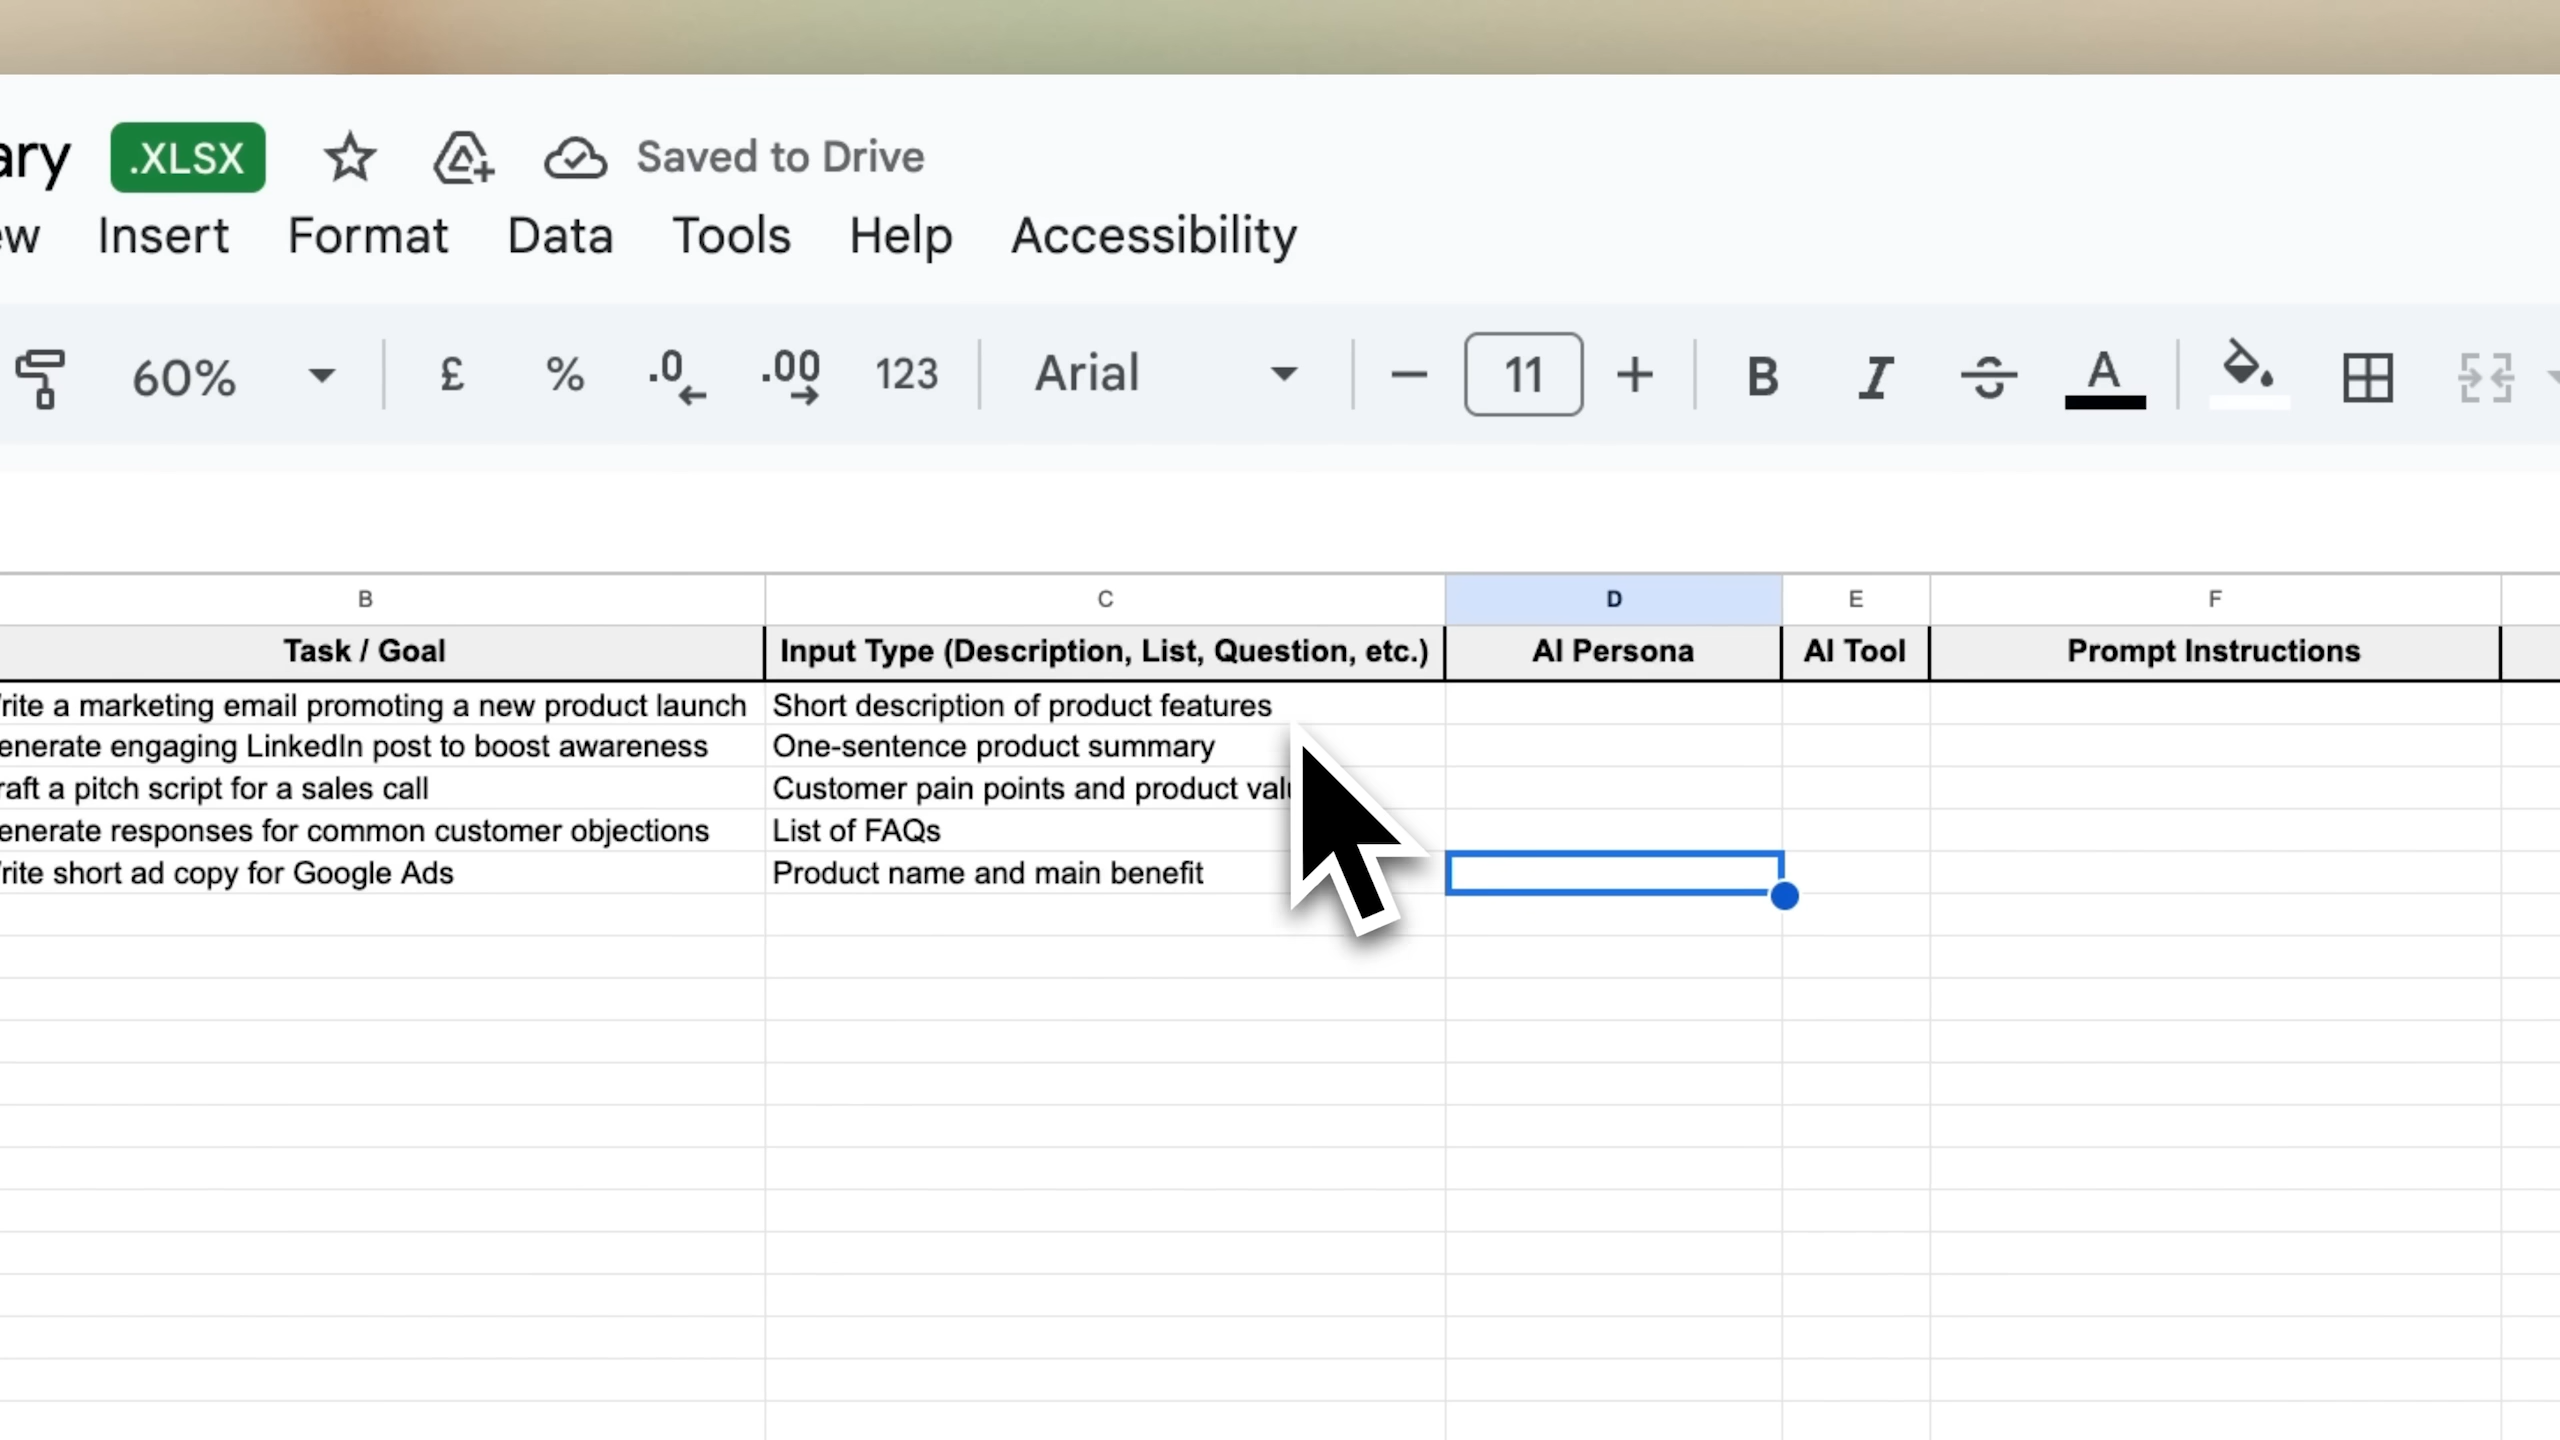 ary .XLSX Saved to Drive
ew Insert Format Data Tools Help Accessibility
60% £ % .0 .00 123 Arial 11 B I S A
B C D E F
Task / Goal Input Type (Description, List, Question, etc.) AI Persona AI Tool Prompt Instructions
rite a marketing email promoting a new product launch Short description of product features
enerate engaging LinkedIn post to boost awareness One-sentence product summary
raft a pitch script for a sales call Customer pain points and product val
enerate responses for common customer objections List of FAQs
rite short ad copy for Google Ads Product name and main benefit